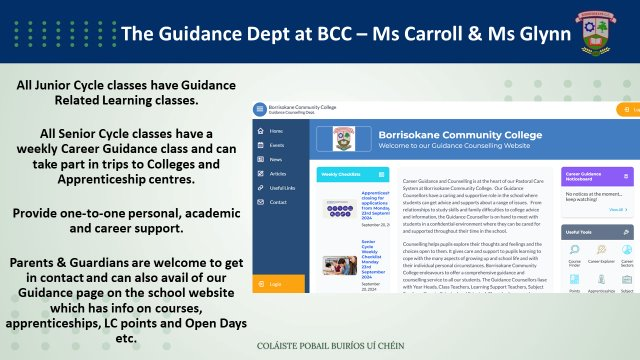 The Guidance Dept at BCC – Ms Carroll & Ms Glynn
All Junior Cycle classes have Guidance
Related Learning classes.
All Senior Cycle classes have a
weekly Career Guidance class and can
take part in trips to Colleges and
Apprenticeship centres.
Provide one-to-one personal, academic
and career support.
Parents & Guardians are welcome to get
in contact and can also avail of our
Guidance page on the school website
which has info on courses,
apprenticeships, LC points and Open Days
etc.
Borrisokane Community College
Guidance Counselling Dept.
Home
Events
News
Articles
Useful Links
Contact
Login
Borrisokane Community College
Welcome to our Guidance Counselling Website
Weekly Checklists
Apprenticeships
closing for
applications
from Monday,
23rd September
2024
September 20, 20
Senior
Cycle
Weekly
Checklist
Monday
23rd
September
2024
September 20, 2024
Career Guidance and Counselling is at the heart of our Pastoral Care
System at Borrisokane Community College. Our Guidance
Counsellors have a caring and supportive role in the school where
students can get advice and supports about a range of issues. From
relationships to study skills and family difficulties to college advice
and information, the Guidance Counsellor is on hand to meet with
students in a confidential environment where they can be cared for
and supported throughout their time in the school.
Counselling helps pupils explore their thoughts and feelings and the
choices open to them. It gives care and support to pupils learning to
cope with the many aspects of growing up and school life and with
their individual personal circumstances. Borrisokane Community
College endeavours to offer a comprehensive guidance and
counselling service to all our students. The Guidance Counsellors liaise
with Year Heads, Class Teachers, Learning Support Teachers, Subject
Career Guidance
Noticeboard
No notices at the moment...
keep watching!
View All
Useful Tools
Course
Finder
Career Explorer
Career
Sectors
Points
Apprenticeships
Subject
COLÁISTE POBAIL BUIRÍOS UÍ CHÉIN